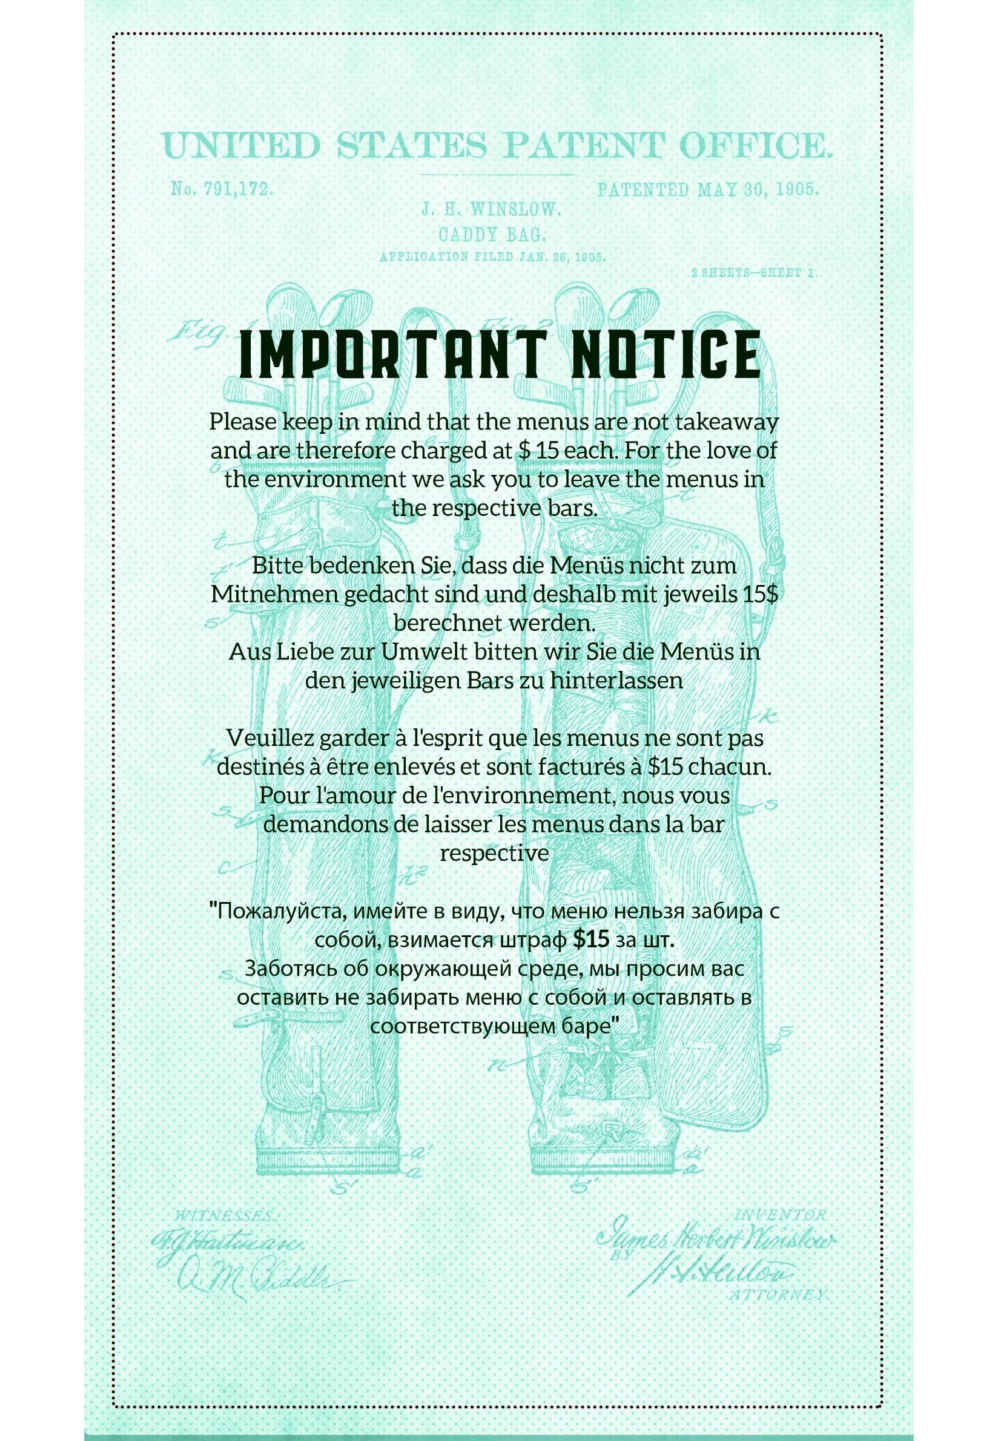 UNITED STATES PATENT OFFICE.
No. 791,172.
PATENTED MAY 30, 1905.
J. H. WINSLOW.
CADDY BAG.
APPLICATION FILED JAN. 26, 1905.
2 SHEETS—SHEET 1.
Fig. 1
Fig. 2
IMPORTANT NOTICE
Please keep in mind that the menus are not takeaway
and are therefore charged at $ 15 each. For the love of
the environment we ask you to leave the menus in
the respective bars.
Bitte bedenken Sie, dass die Menüs nicht zum
Mitnehmen gedacht sind und deshalb mit jeweils 15$
berechnet werden.
Aus Liebe zur Umwelt bitten wir Sie die Menüs in
den jeweiligen Bars zu hinterlassen
Veuillez garder à l'esprit que les menus ne sont pas
destinés à être enlevés et sont facturés à $15 chacun.
Pour l'amour de l'environnement, nous vous
demandons de laisser les menus dans la bar
respective
"Пожалуйста, имейте в виду, что меню нельзя забира с
собой, взимается штраф $15 за шт.
Заботясь об окружающей среде, мы просим вас
оставить не забирать меню с собой и оставлять в
соответствующем баре"
WITNESSES:
INVENTOR
James Herbert Winslow
BY
ATTORNEY.